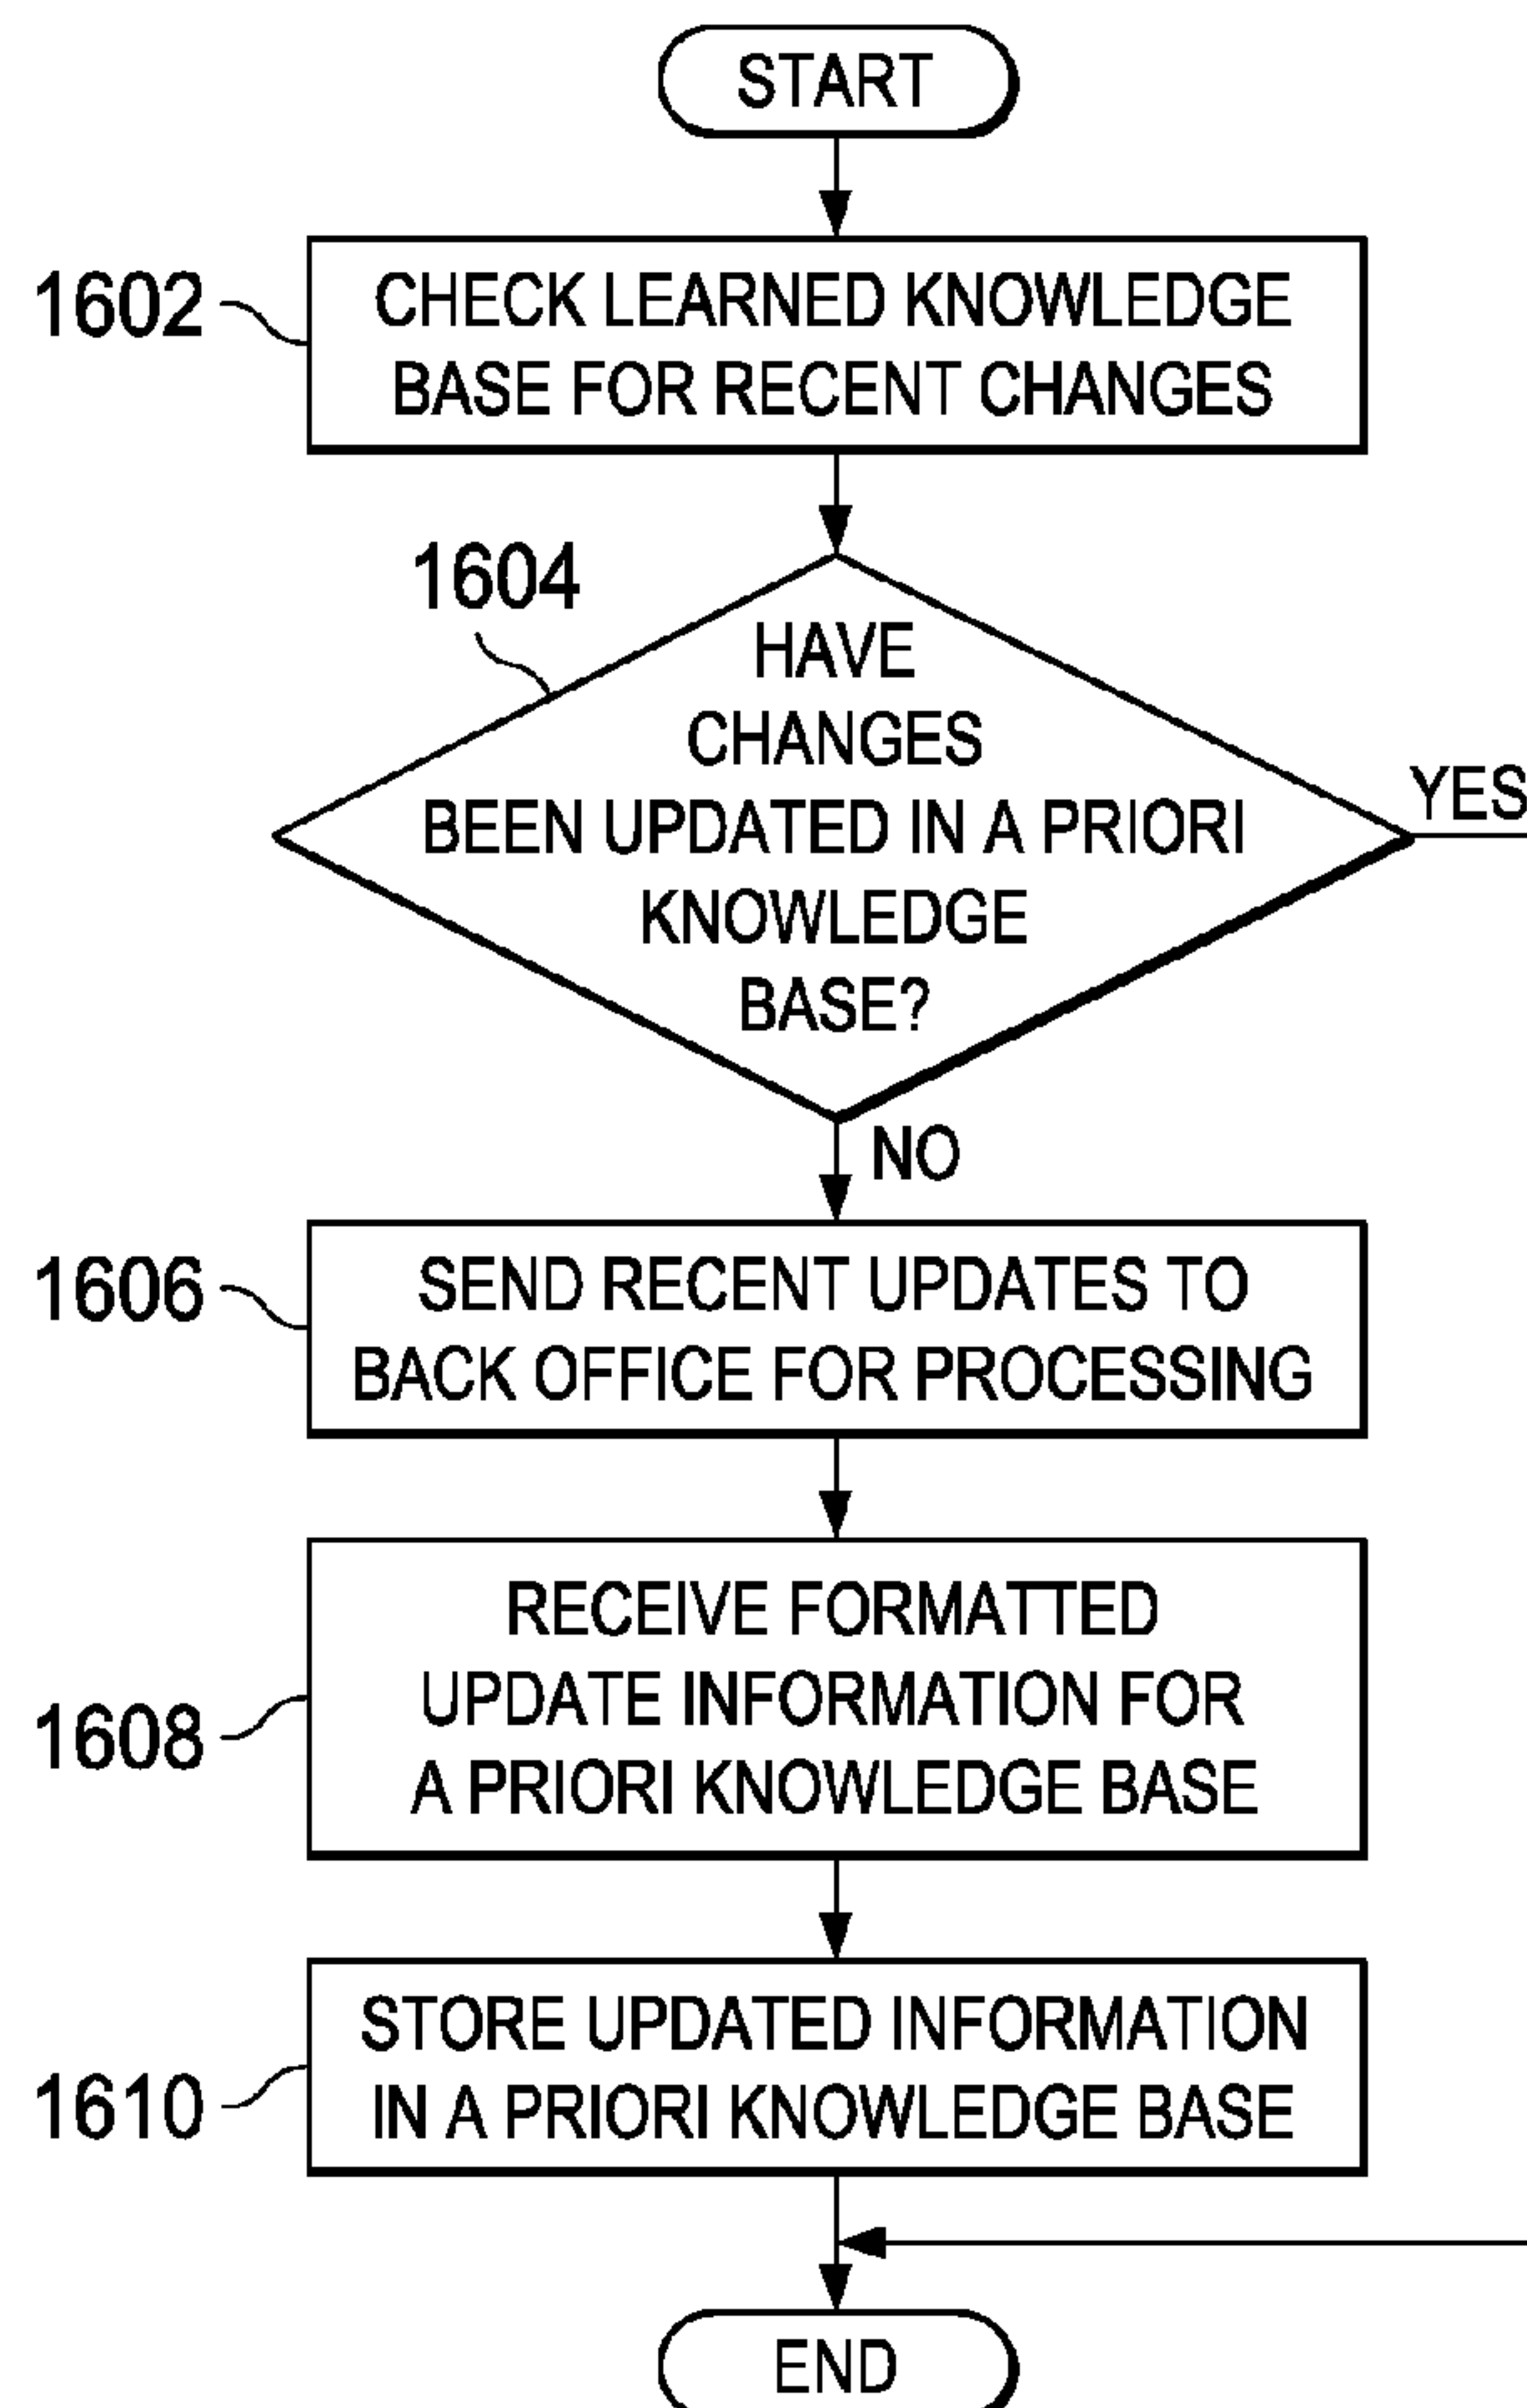 START
1602
CHECK LEARNED KNOWLEDGE
BASE FOR RECENT CHANGES
1604
HAVE
CHANGES
BEEN UPDATED IN A PRIORI
KNOWLEDGE
BASE?
YES
NO
1606
SEND RECENT UPDATES TO
BACK OFFICE FOR PROCESSING
1608
RECEIVE FORMATTED
UPDATE INFORMATION FOR
A PRIORI KNOWLEDGE BASE
1610
STORE UPDATED INFORMATION
IN A PRIORI KNOWLEDGE BASE
END